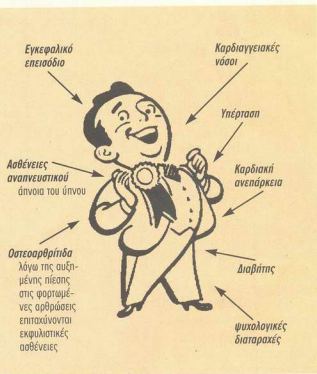 Εγκεφαλικό
επεισόδιο
Καρδιαγγειακές
νόσοι
Υπέρταση
Ασθένειες
αναπνευστικού
άπνοια του ύπνου
Καρδιακή
ανεπάρκεια
Οστεοαρθρίτιδα
λόγω της αυξη-
μένης πίεσης
στις φορτωμέ-
νες αρθρώσεις
επιταχύνονται
εκφυλιστικές
ασθένειες
Διαβήτης
ψυχολογικές
διαταραχές